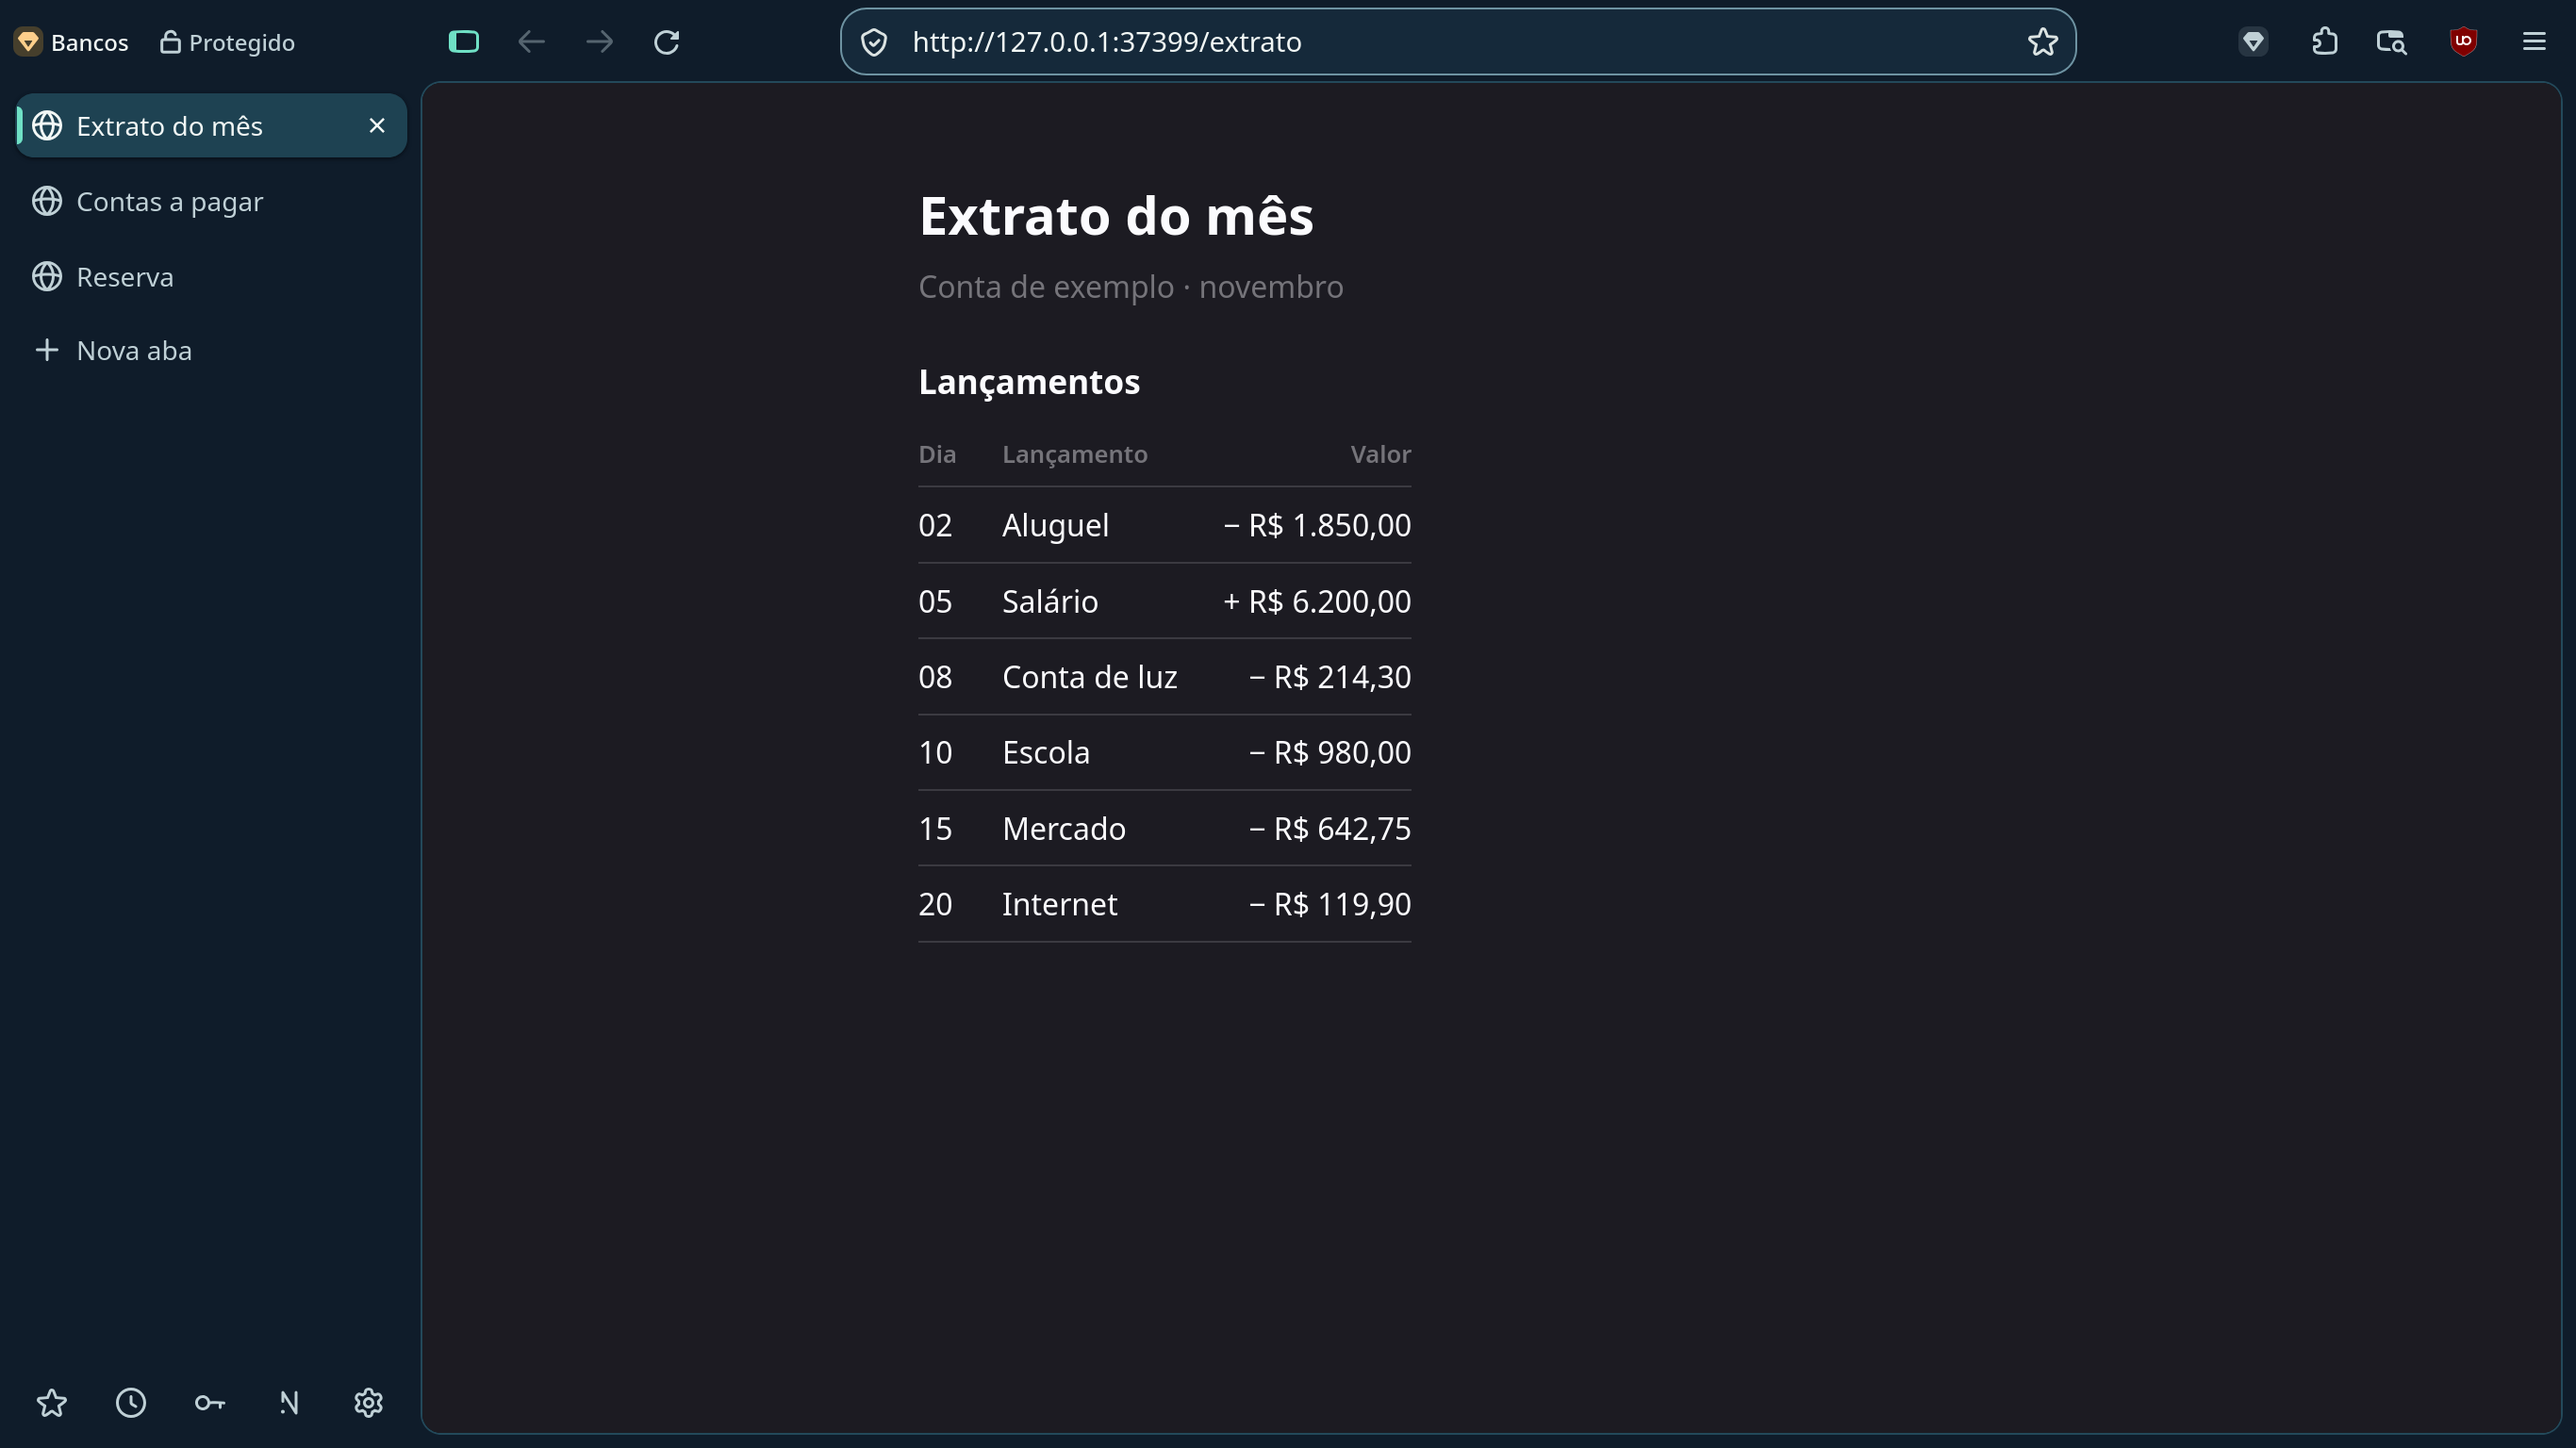 Bancos Protegido
http://127.0.0.1:37399/extrato
Extrato do mês
Contas a pagar
Reserva
Nova aba
Extrato do mês
Conta de exemplo · novembro
Lançamentos
Dia Lançamento Valor
02 Aluguel − R$ 1.850,00
05 Salário + R$ 6.200,00
08 Conta de luz − R$ 214,30
10 Escola − R$ 980,00
15 Mercado − R$ 642,75
20 Internet − R$ 119,90